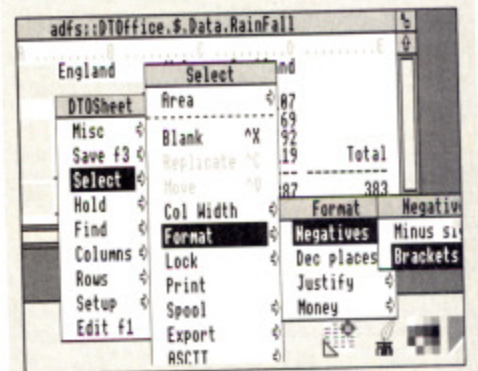 adfs::DTOffice.$.Data.RainFall
England
DTOSheet
Misc
Save f3
Select
Hold
Find
Columns
Rows
Setup
Edit f1
Select
Area
Blank ^X
Replicate ^C
Move ^V
Col Width
Format
Lock
Print
Spool
Export
ASCII
nd
07
69
92
.19 Total
387 383
Format
Negatives
Dec places
Justify
Money
Negativ
Minus si
Brackets